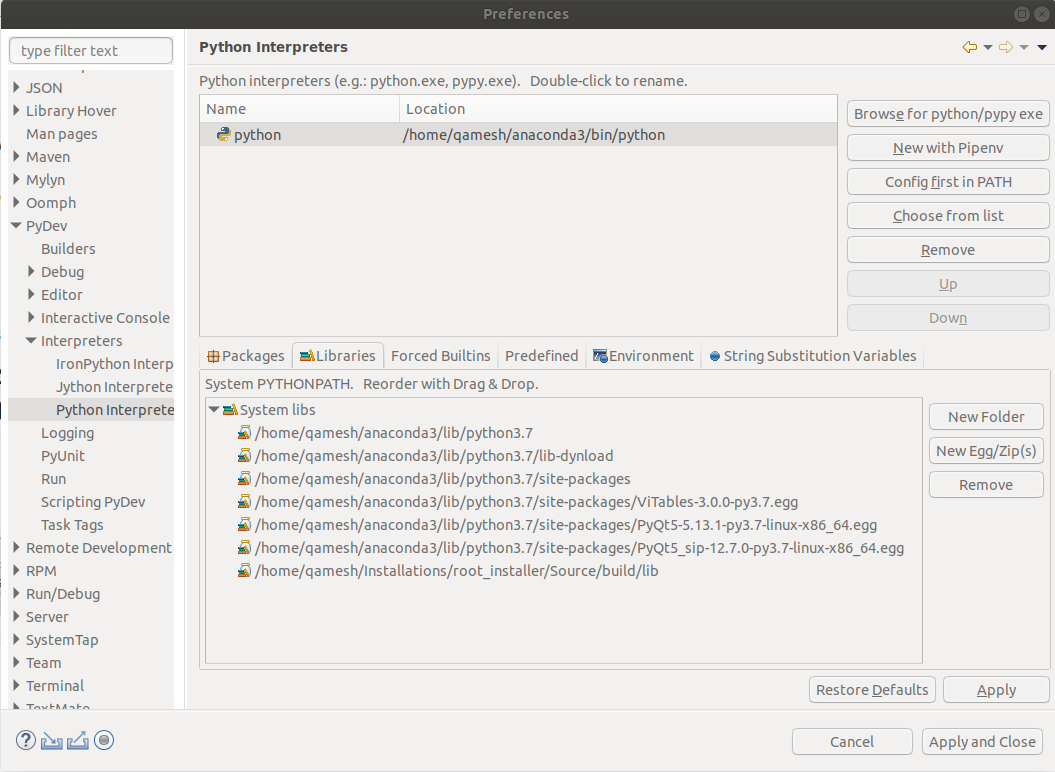 Preferences
type filter text
JSON
Library Hover
Man pages
Maven
Mylyn
Oomph
PyDev
Builders
Debug
Editor
Interactive Console
Interpreters
IronPython Interp
Jython Interprete
Python Interprete
Logging
PyUnit
Run
Scripting PyDev
Task Tags
Remote Development
RPM
Run/Debug
Server
SystemTap
Team
Terminal
TextMate
Python Interpreters
Python interpreters (e.g.: python.exe, pypy.exe).   Double-click to rename.
Name Location
python /home/qamesh/anaconda3/bin/python
Browse for python/pypy exe
New with Pipenv
Config first in PATH
Choose from list
Remove
Up
Down
Packages Libraries Forced Builtins Predefined Environment String Substitution Variables
System PYTHONPATH.   Reorder with Drag & Drop.
System libs
/home/qamesh/anaconda3/lib/python3.7
/home/qamesh/anaconda3/lib/python3.7/lib-dynload
/home/qamesh/anaconda3/lib/python3.7/site-packages
/home/qamesh/anaconda3/lib/python3.7/site-packages/ViTables-3.0.0-py3.7.egg
/home/qamesh/anaconda3/lib/python3.7/site-packages/PyQt5-5.13.1-py3.7-linux-x86_64.egg
/home/qamesh/anaconda3/lib/python3.7/site-packages/PyQt5_sip-12.7.0-py3.7-linux-x86_64.egg
/home/qamesh/Installations/root_installer/Source/build/lib
New Folder
New Egg/Zip(s)
Remove
Restore Defaults Apply
Cancel Apply and Close